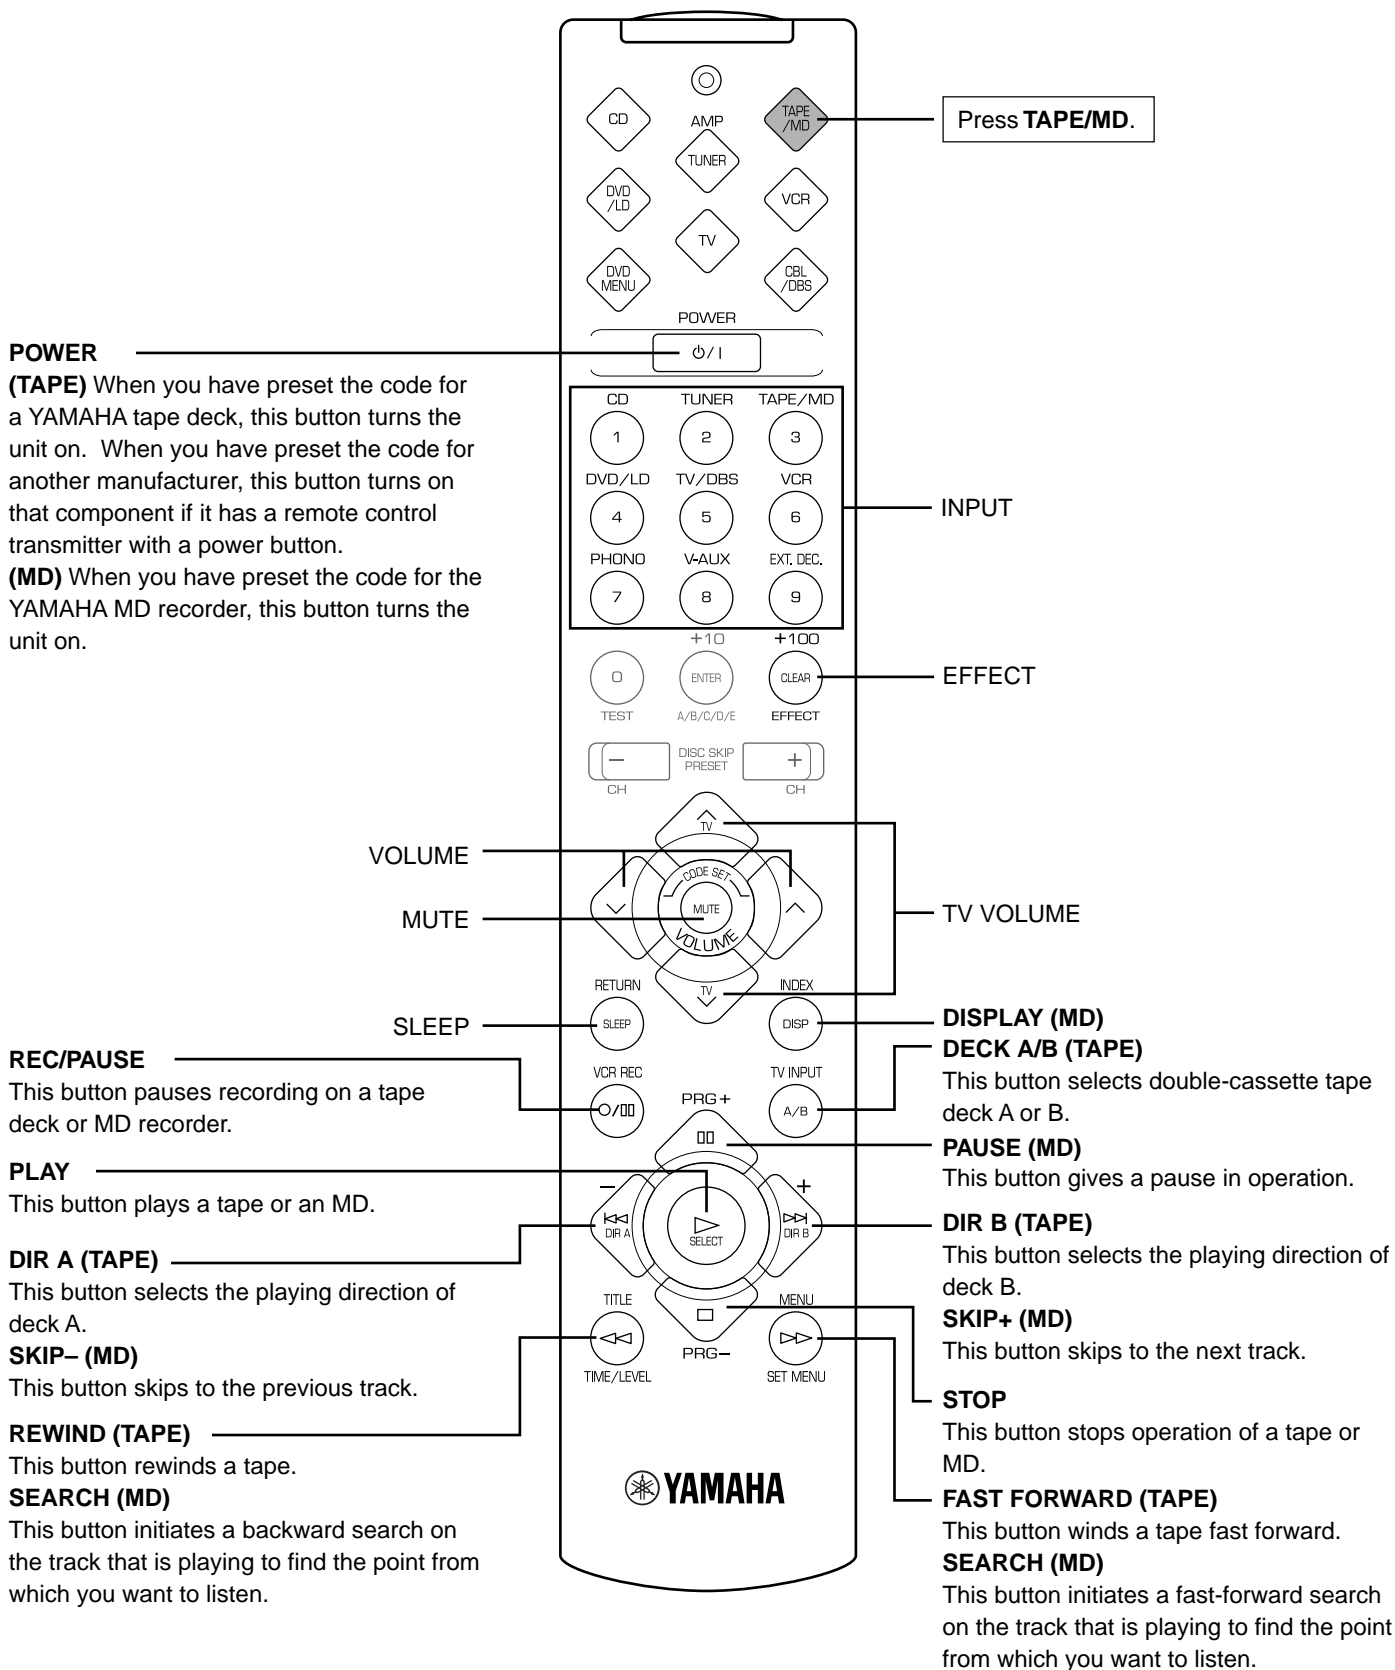 CD
AMP
TAPE
/MD
Press TAPE/MD.
TUNER
DVD
/LD
VCR
TV
DVD
MENU
CBL
/DBS
POWER
⏻/I
POWER
(TAPE) When you have preset the code for
a YAMAHA tape deck, this button turns the
unit on. When you have preset the code for
another manufacturer, this button turns on
that component if it has a remote control
transmitter with a power button.
(MD) When you have preset the code for the
YAMAHA MD recorder, this button turns the
unit on.
CD TUNER TAPE/MD
1 2 3
DVD/LD TV/DBS VCR
4 5 6
PHONO V-AUX EXT. DEC.
7 8 9
INPUT
+10 +100
0 ENTER CLEAR
TEST A/B/C/D/E EFFECT
EFFECT
– DISC SKIP +
PRESET
CH CH
TV
VOLUME
CODE SET
MUTE
MUTE
VOLUME
TV VOLUME
TV
RETURN INDEX
SLEEP
SLEEP DISP
VCR REC TV INPUT
PRG+
A/B
– +
DIR A SELECT DIR B
TITLE MENU
PRG–
TIME/LEVEL SET MENU
YAMAHA
REC/PAUSE
This button pauses recording on a tape
deck or MD recorder.
PLAY
This button plays a tape or an MD.
DIR A (TAPE)
This button selects the playing direction of
deck A.
SKIP– (MD)
This button skips to the previous track.
REWIND (TAPE)
This button rewinds a tape.
SEARCH (MD)
This button initiates a backward search on
the track that is playing to find the point from
which you want to listen.
DISPLAY (MD)
DECK A/B (TAPE)
This button selects double-cassette tape
deck A or B.
PAUSE (MD)
This button gives a pause in operation.
DIR B (TAPE)
This button selects the playing direction of
deck B.
SKIP+ (MD)
This button skips to the next track.
STOP
This button stops operation of a tape or
MD.
FAST FORWARD (TAPE)
This button winds a tape fast forward.
SEARCH (MD)
This button initiates a fast-forward search
on the track that is playing to find the point
from which you want to listen.